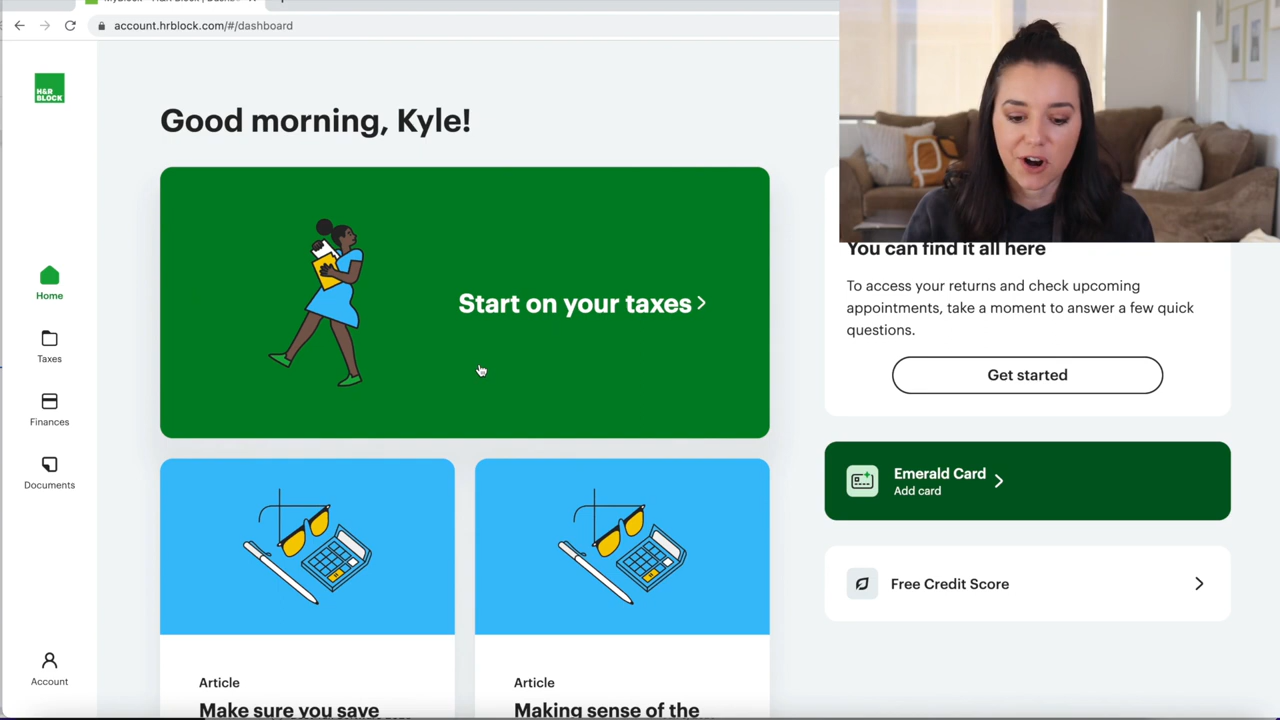 account.hrblock.com/#/dashboard
H&R
BLOCK
Good morning, Kyle!
Start on your taxes
Home
Taxes
Finances
Documents
Account
You can find it all here
To access your returns and check upcoming
appointments, take a moment to answer a few quick
questions.
Get started
Emerald Card
Add card
Free Credit Score
Article
Make sure you save
Article
Making sense of the